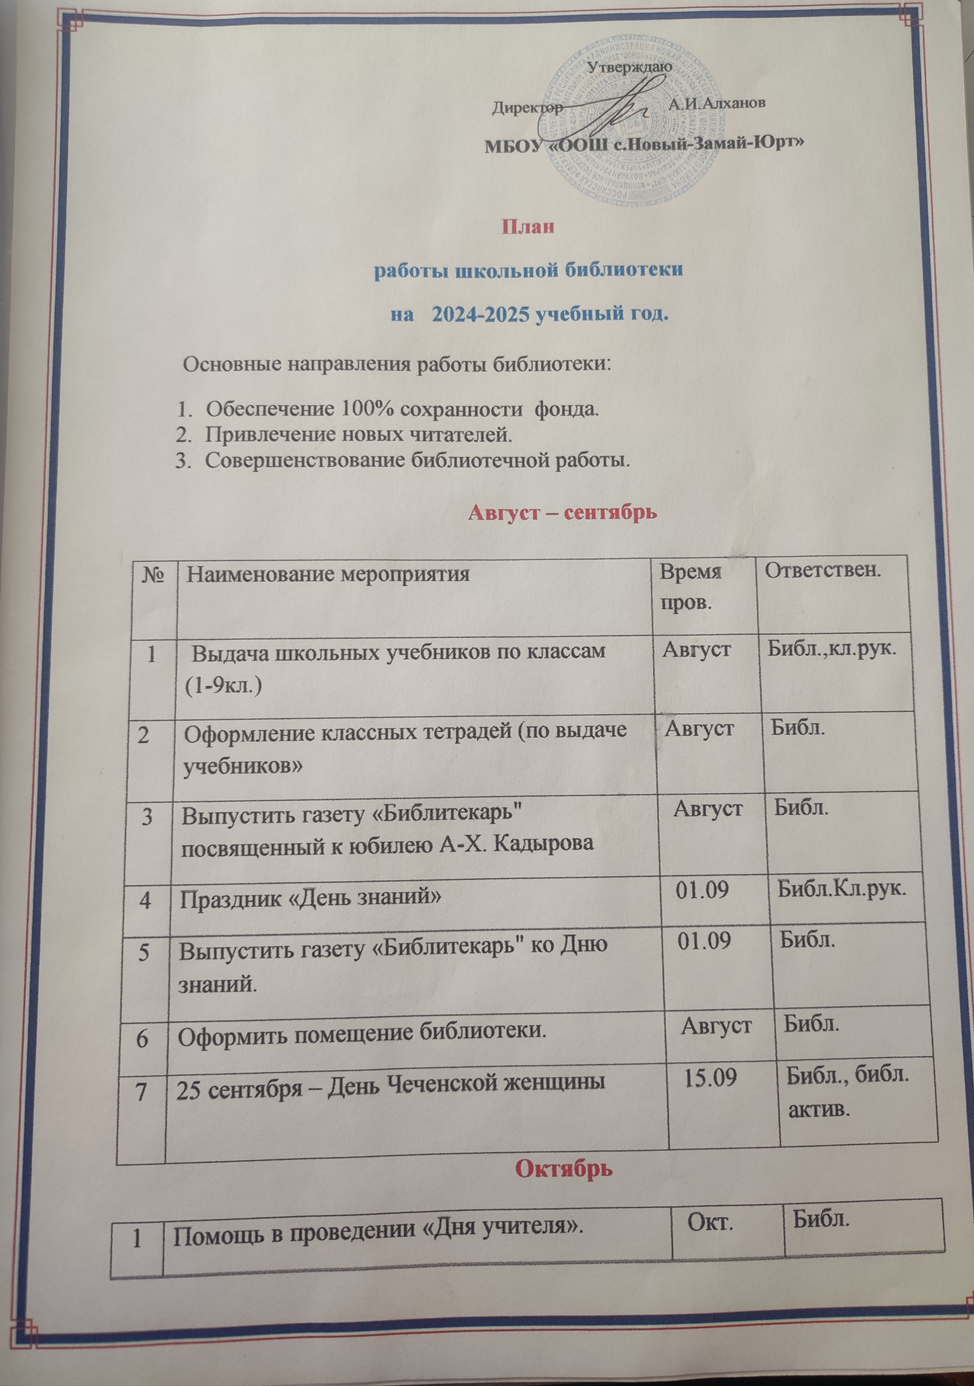 Утверждаю
Директор А.И.Алханов
МБОУ «ООШ с.Новый-Замай-Юрт»
План
работы школьной библиотеки
на 2024-2025 учебный год.
Основные направления работы библиотеки:
1. Обеспечение 100% сохранности фонда.
2. Привлечение новых читателей.
3. Совершенствование библиотечной работы.
Август – сентябрь
№ Наименование мероприятия Время Ответствен.
пров.
1 Выдача школьных учебников по классам Август Библ.,кл.рук.
(1-9кл.)
2 Оформление классных тетрадей (по выдаче Август Библ.
учебников»
3 Выпустить газету «Библитекарь" Август Библ.
посвященный к юбилею А-Х. Кадырова
4 Праздник «День знаний» 01.09 Библ.Кл.рук.
5 Выпустить газету «Библитекарь" ко Дню 01.09 Библ.
знаний.
6 Оформить помещение библиотеки. Август Библ.
7 25 сентября – День Чеченской женщины 15.09 Библ., библ.
актив.
Октябрь
1 Помощь в проведении «Дня учителя». Окт. Библ.